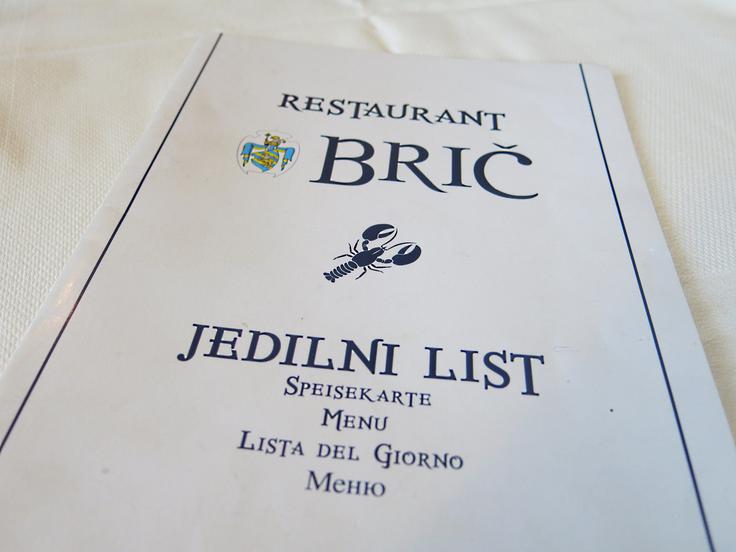 RESTAURANT
BRIČ
JEDILNI LIST
SPEISEKARTE
MENU
LISTA DEL GIORNO
Меню